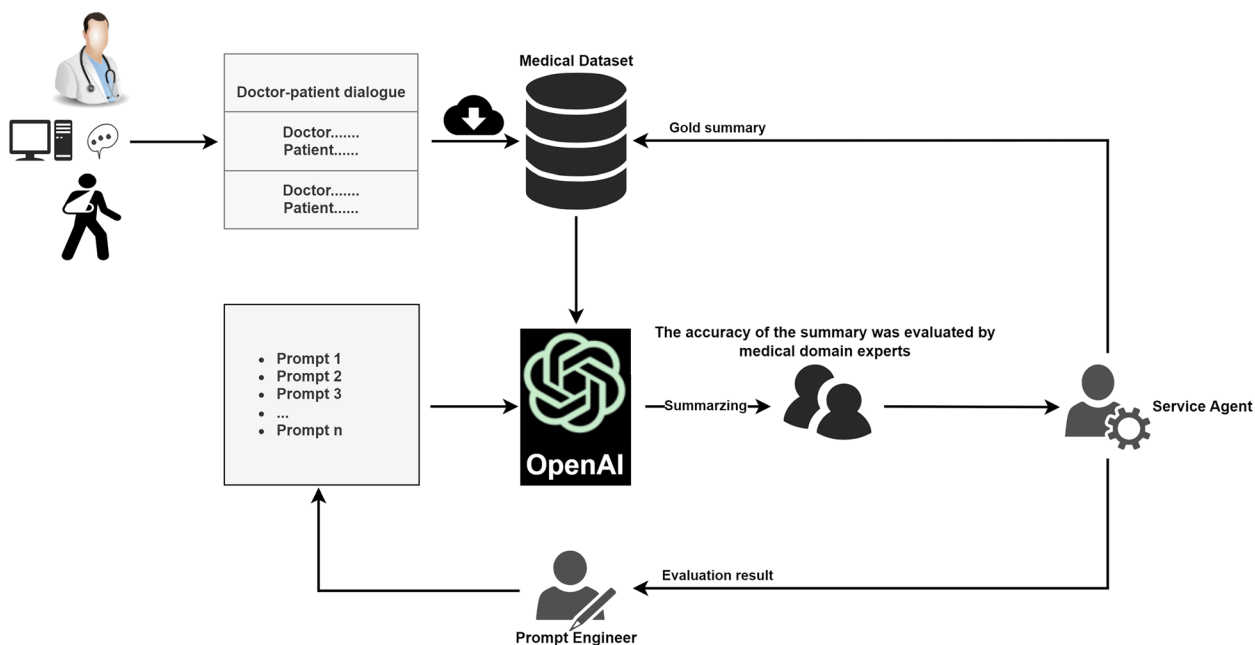 Medical Dataset
Doctor-patient dialogue
Doctor.......
Patient......
Doctor.......
Patient......
Gold summary
• Prompt 1
• Prompt 2
• Prompt 3
• ...
• Prompt n
OpenAI
Summarzing
The accuracy of the summary was evaluated by
medical domain experts
Service Agent
Evaluation result
Prompt Engineer